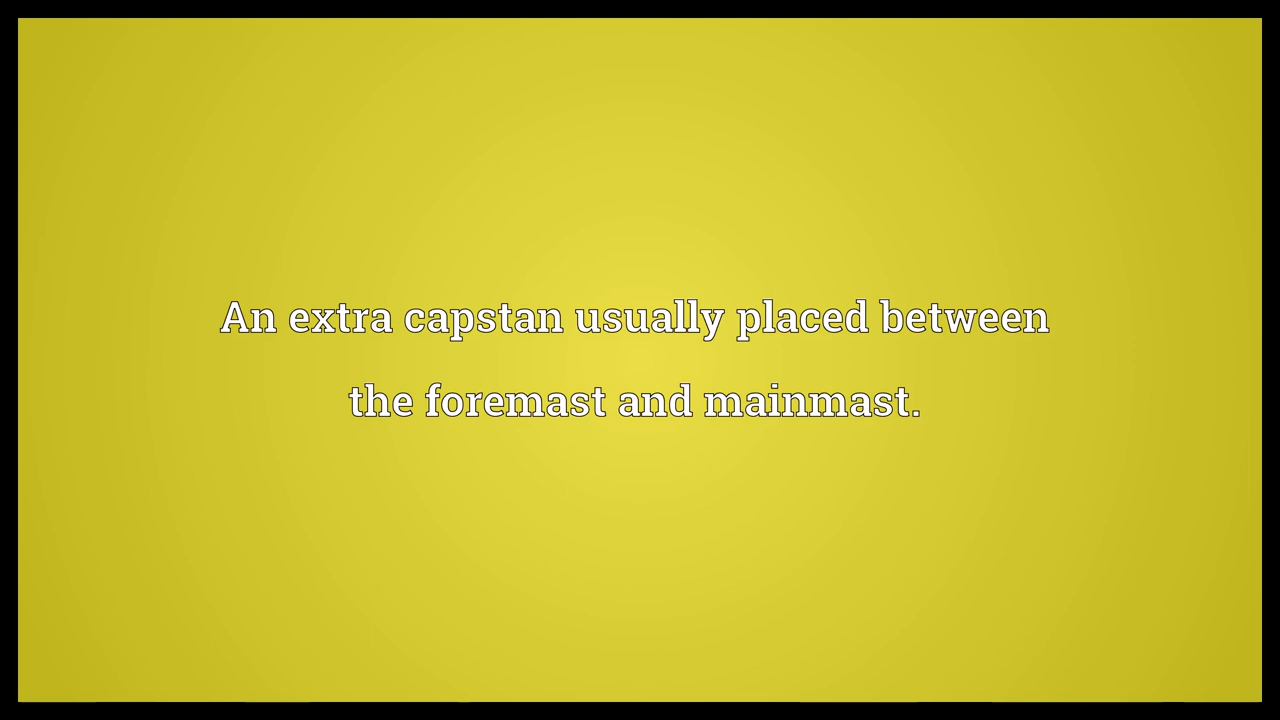 An extra capstan usually placed between
the foremast and mainmast.